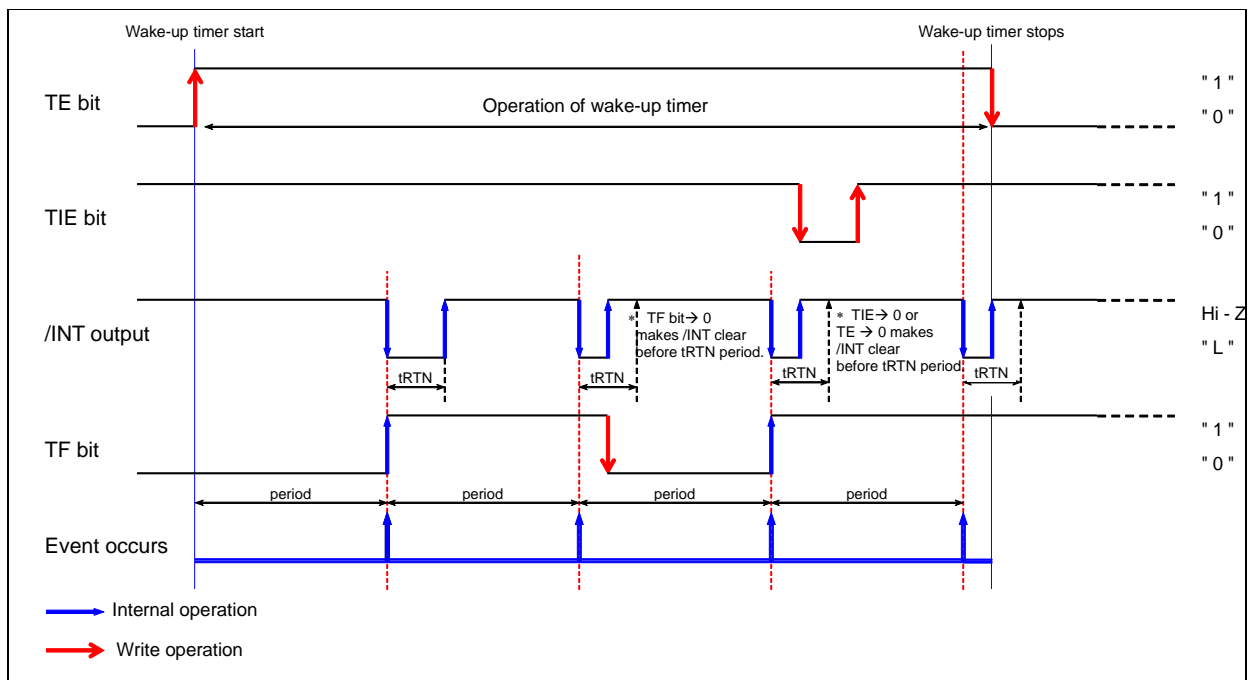 Wake-up timer start
Wake-up timer stops
TE bit
Operation of wake-up timer
" 1 "
" 0 "
TIE bit
" 1 "
" 0 "
/INT output
Hi - Z
" L "
* TF bit→ 0
makes /INT clear
before tRTN period.
* TIE→ 0 or
TE → 0 makes
/INT clear
before tRTN period.
tRTN
tRTN
tRTN
tRTN
TF bit
" 1 "
" 0 "
period
period
period
period
Event occurs
Internal operation
Write operation